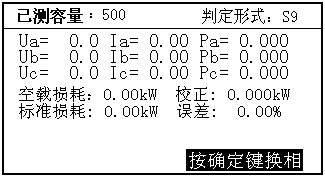 已测容量：500 判定形式：S9
Ua= 0.0 Ia= 0.00 Pa= 0.000
Ub= 0.0 Ib= 0.00 Pb= 0.000
Uc= 0.0 Ic= 0.00 Pc= 0.000
空载损耗：0.00kW 校正：0.000kW
标准损耗：0.00kW 误差： 0.00%
按确定键换相